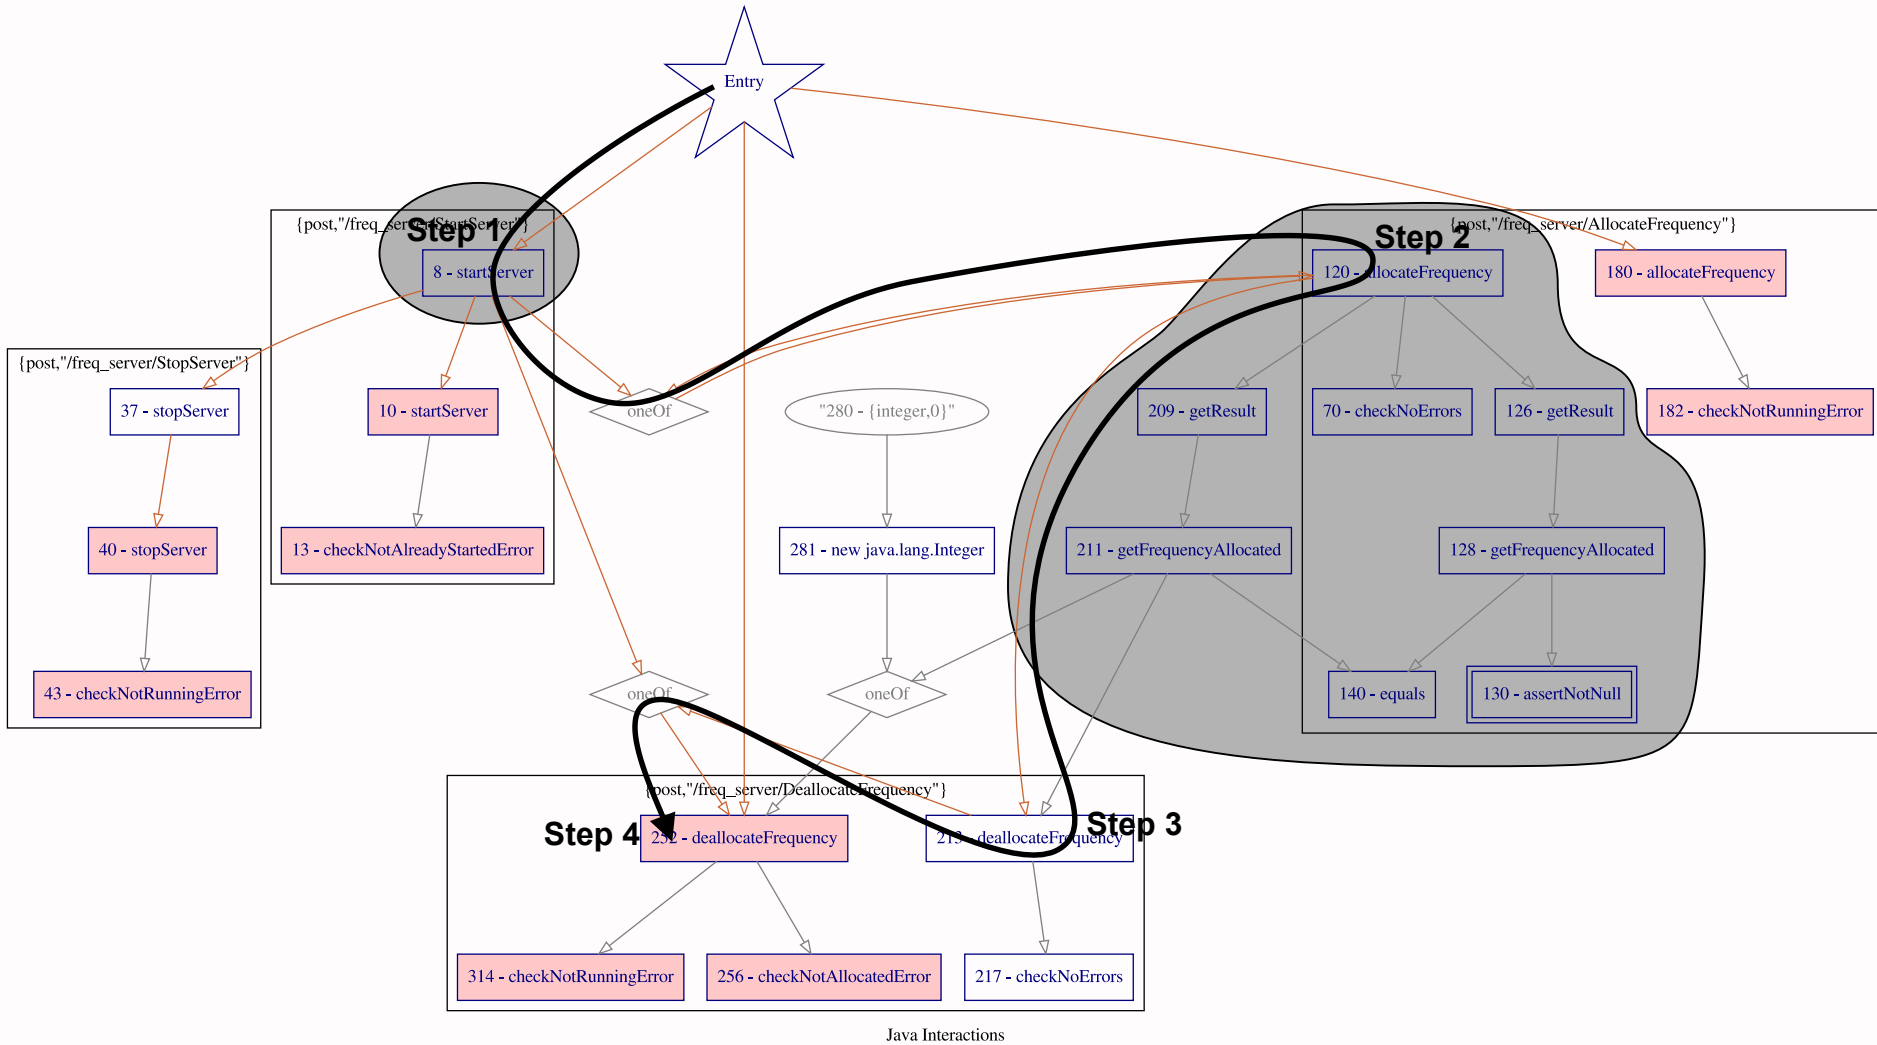 Entry
{post,"/freq_server/StartServer"}
Step 1
8 - startServer
Step 2
{post,"/freq_server/AllocateFrequency"}
120 - allocateFrequency
180 - allocateFrequency
{post,"/freq_server/StopServer"}
37 - stopServer
10 - startServer
oneOf
"280 - {integer,0}"
209 - getResult
70 - checkNoErrors
126 - getResult
182 - checkNotRunningError
40 - stopServer
13 - checkNotAlreadyStartedError
281 - new java.lang.Integer
211 - getFrequencyAllocated
128 - getFrequencyAllocated
43 - checkNotRunningError
oneOf
oneOf
140 - equals
130 - assertNotNull
{post,"/freq_server/DeallocateFrequency"}
Step 4
252 - deallocateFrequency
213 - deallocateFrequency
Step 3
314 - checkNotRunningError
256 - checkNotAllocatedError
217 - checkNoErrors
Java Interactions